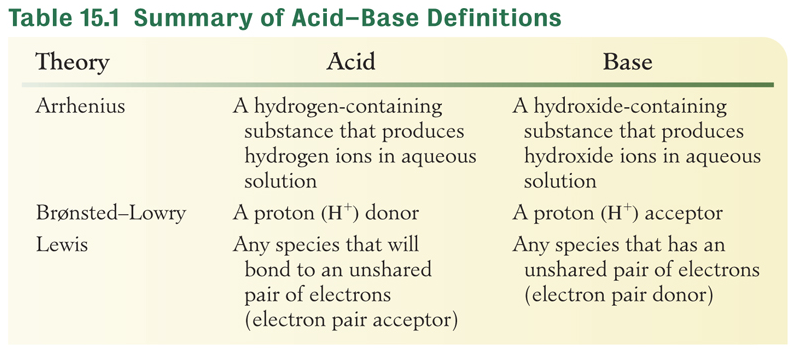 Table 15.1 Summary of Acid–Base Definitions
Theory Acid Base
Arrhenius A hydrogen-containing A hydroxide-containing
substance that produces substance that produces
hydrogen ions in aqueous hydroxide ions in aqueous
solution solution
Brønsted–Lowry A proton (H⁺) donor A proton (H⁺) acceptor
Lewis Any species that will Any species that has an
bond to an unshared unshared pair of electrons
pair of electrons (electron pair donor)
(electron pair acceptor)